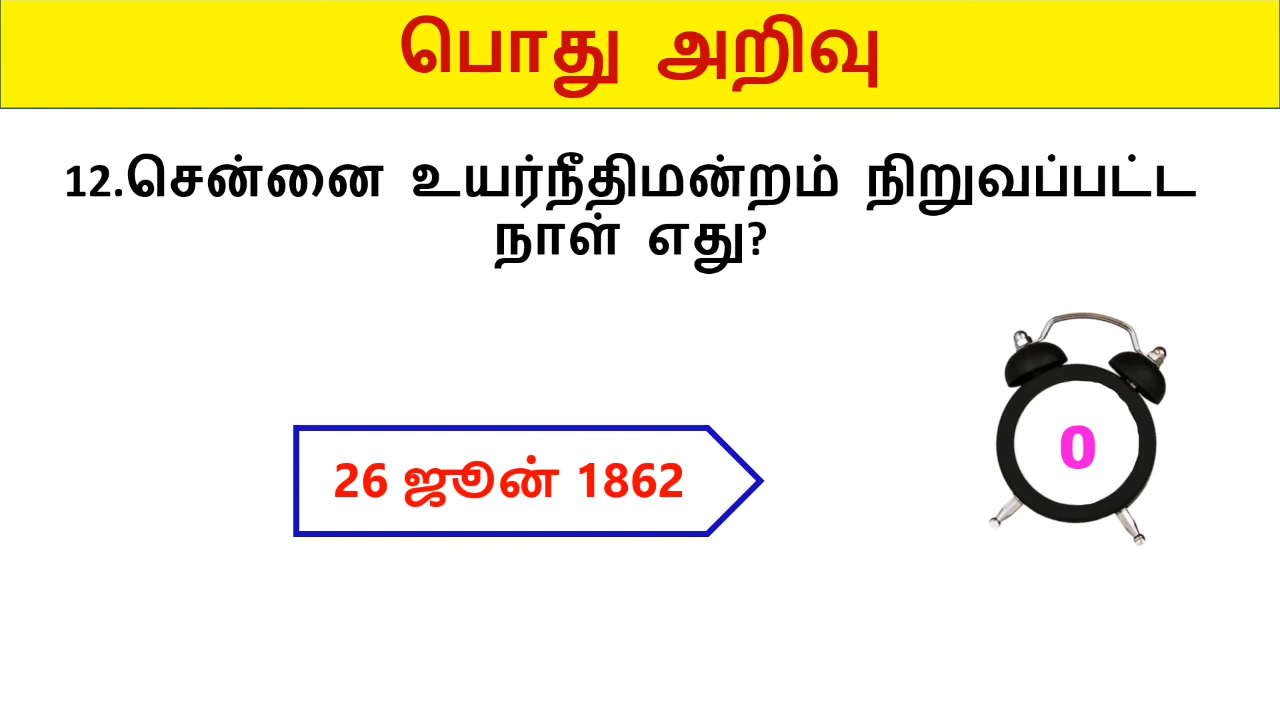 பொது அறிவு
12.சென்னை உயர்நீதிமன்றம் நிறுவப்பட்ட
நாள் எது?
26 ஜூன் 1862
0